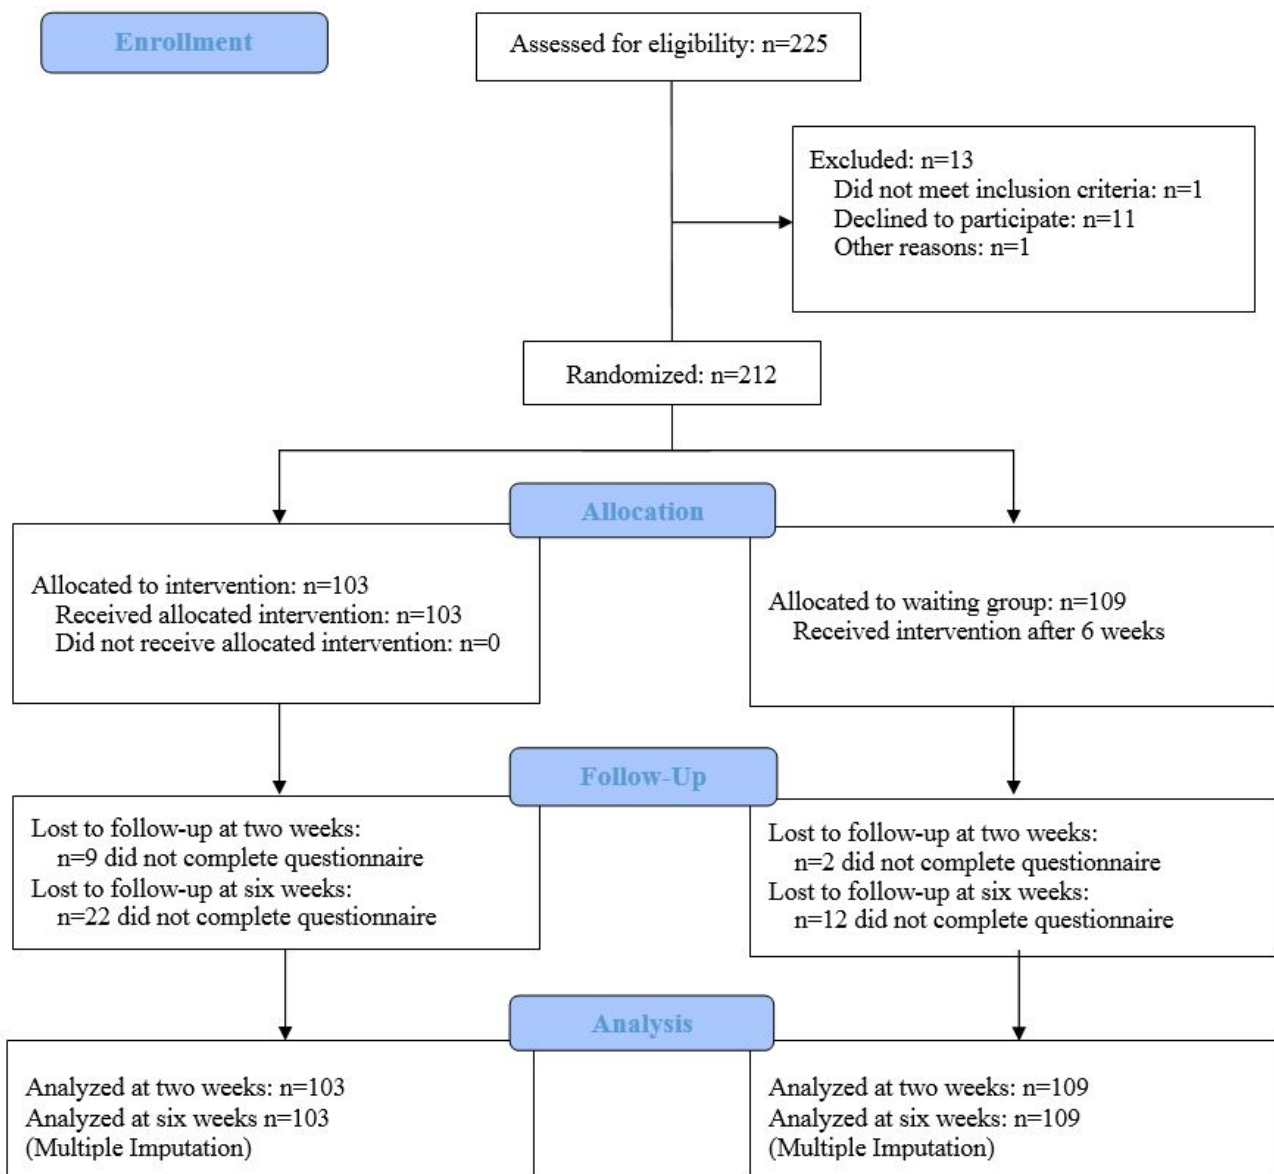 Enrollment
Assessed for eligibility: n=225
Excluded: n=13
Did not meet inclusion criteria: n=1
Declined to participate: n=11
Other reasons: n=1
Randomized: n=212
Allocation
Allocated to intervention: n=103
Received allocated intervention: n=103
Did not receive allocated intervention: n=0
Allocated to waiting group: n=109
Received intervention after 6 weeks
Follow-Up
Lost to follow-up at two weeks:
n=9 did not complete questionnaire
Lost to follow-up at six weeks:
n=22 did not complete questionnaire
Lost to follow-up at two weeks:
n=2 did not complete questionnaire
Lost to follow-up at six weeks:
n=12 did not complete questionnaire
Analysis
Analyzed at two weeks: n=103
Analyzed at six weeks n=103
(Multiple Imputation)
Analyzed at two weeks: n=109
Analyzed at six weeks: n=109
(Multiple Imputation)